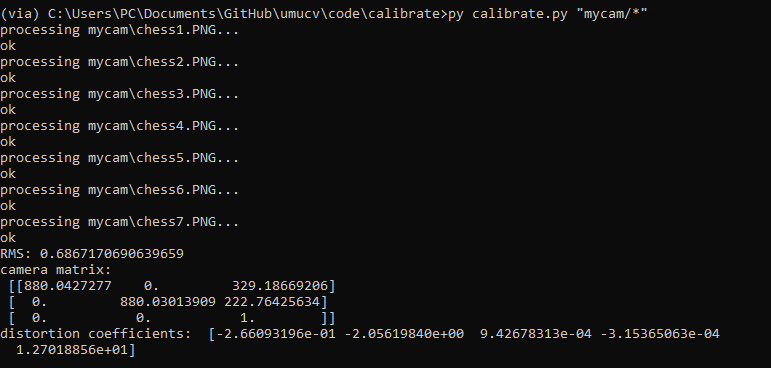 (via) C:\Users\PC\Documents\GitHub\umucv\code\calibrate>py calibrate.py "mycam/*"
processing mycam\chess1.PNG...
ok
processing mycam\chess2.PNG...
ok
processing mycam\chess3.PNG...
ok
processing mycam\chess4.PNG...
ok
processing mycam\chess5.PNG...
ok
processing mycam\chess6.PNG...
ok
processing mycam\chess7.PNG...
ok
RMS: 0.6867170690639659
camera matrix:
 [[880.0427277    0.         329.18669206]
 [  0.         880.03013909 222.76425634]
 [  0.           0.           1.        ]]
distortion coefficients:  [-2.66093196e-01 -2.05619840e+00  9.42678313e-04 -3.15365063e-04
  1.27018856e+01]